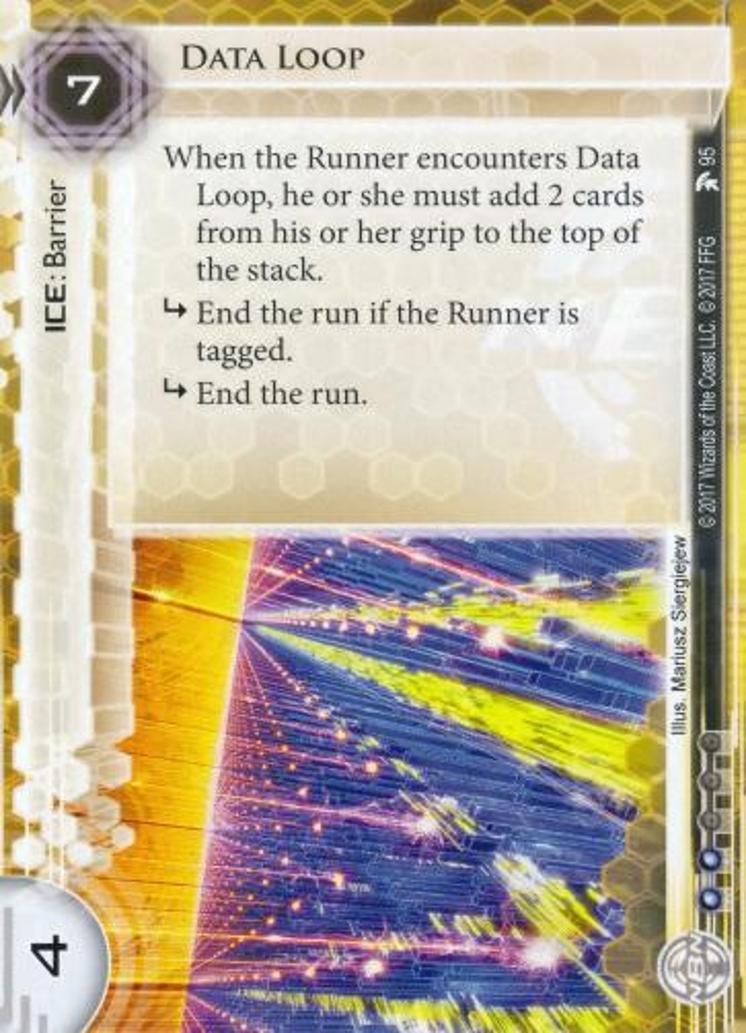 7
DATA LOOP
ICE: Barrier
When the Runner encounters Data
Loop, he or she must add 2 cards
from his or her grip to the top of
the stack.
↳ End the run if the Runner is
tagged.
↳ End the run.
95
© 2017 Wizards of the Coast LLC. © 2017 FFG
Illus. Mariusz Siergiejew
4
NBN